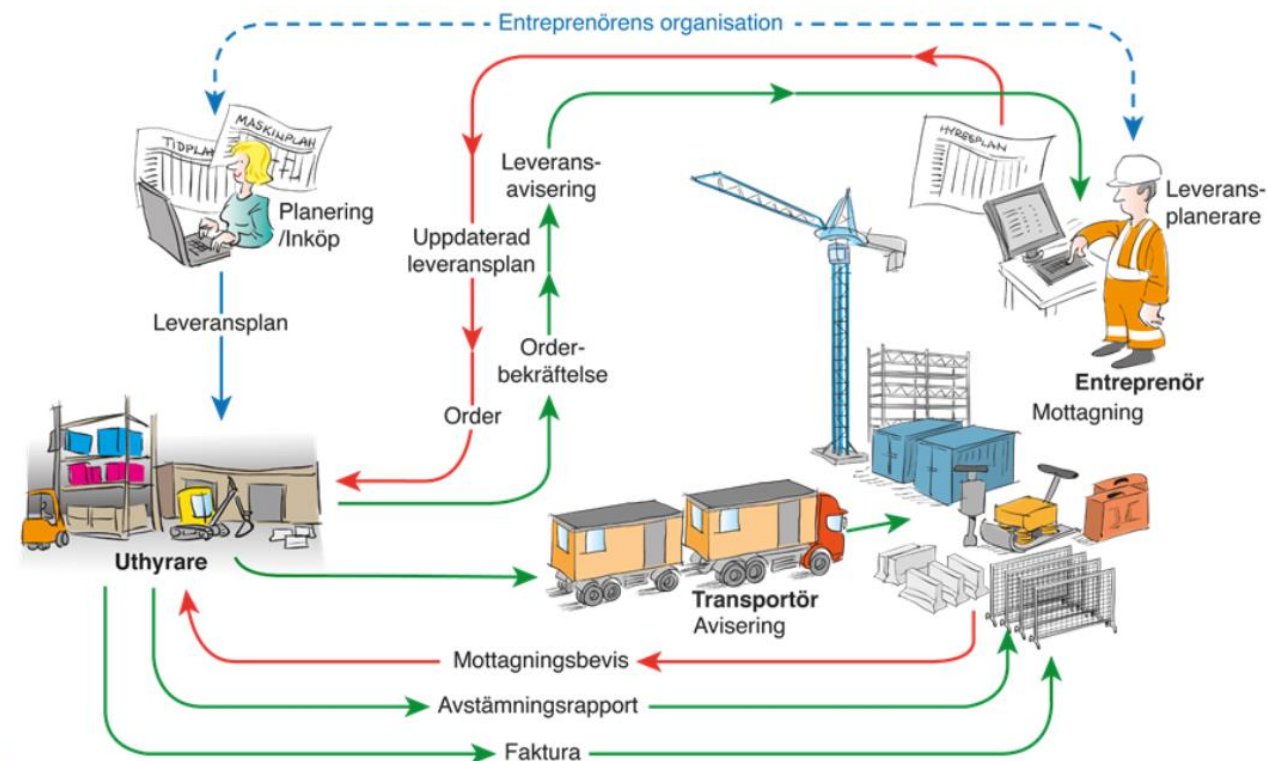 Entreprenörens organisation
TIDPLAN
MASKINPLAN
HYRESPLAN
Planering
/Inköp
Leverans-
avisering
Leverans-
planerare
Uppdaterad
leveransplan
Leveransplan
Order-
bekräftelse
Order
Entreprenör
Mottagning
Uthyrare
Transportör
Avisering
Mottagningsbevis
Avstämningsrapport
Faktura